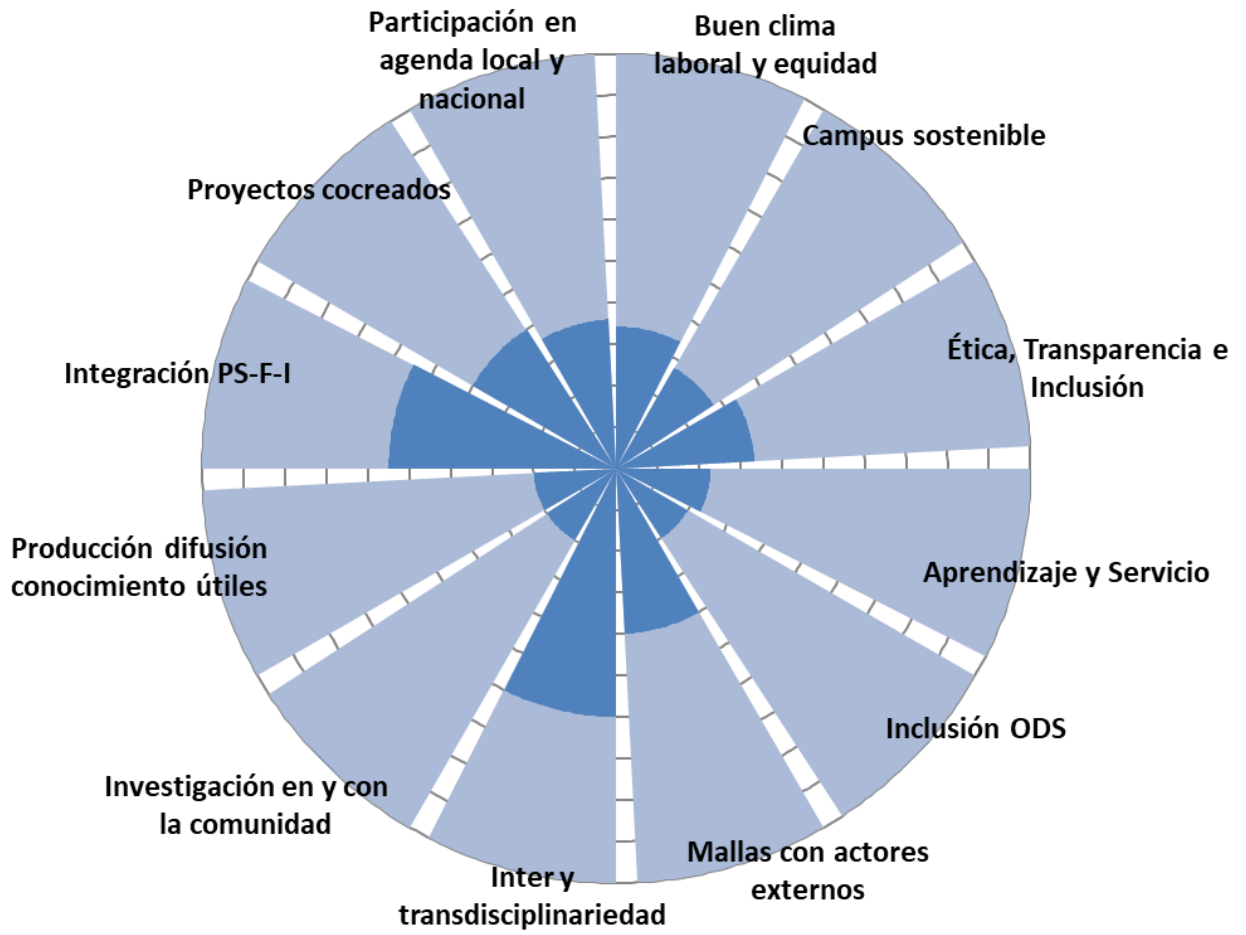 Participación en
agenda local y
nacional
Buen clima
laboral y equidad
Campus sostenible
Proyectos cocreados
Ética, Transparencia e
Inclusión
Integración PS-F-I
Producción difusión
conocimiento útiles
Aprendizaje y Servicio
Inclusión ODS
Investigación en y con
la comunidad
Mallas con actores
externos
Inter y
transdisciplinariedad